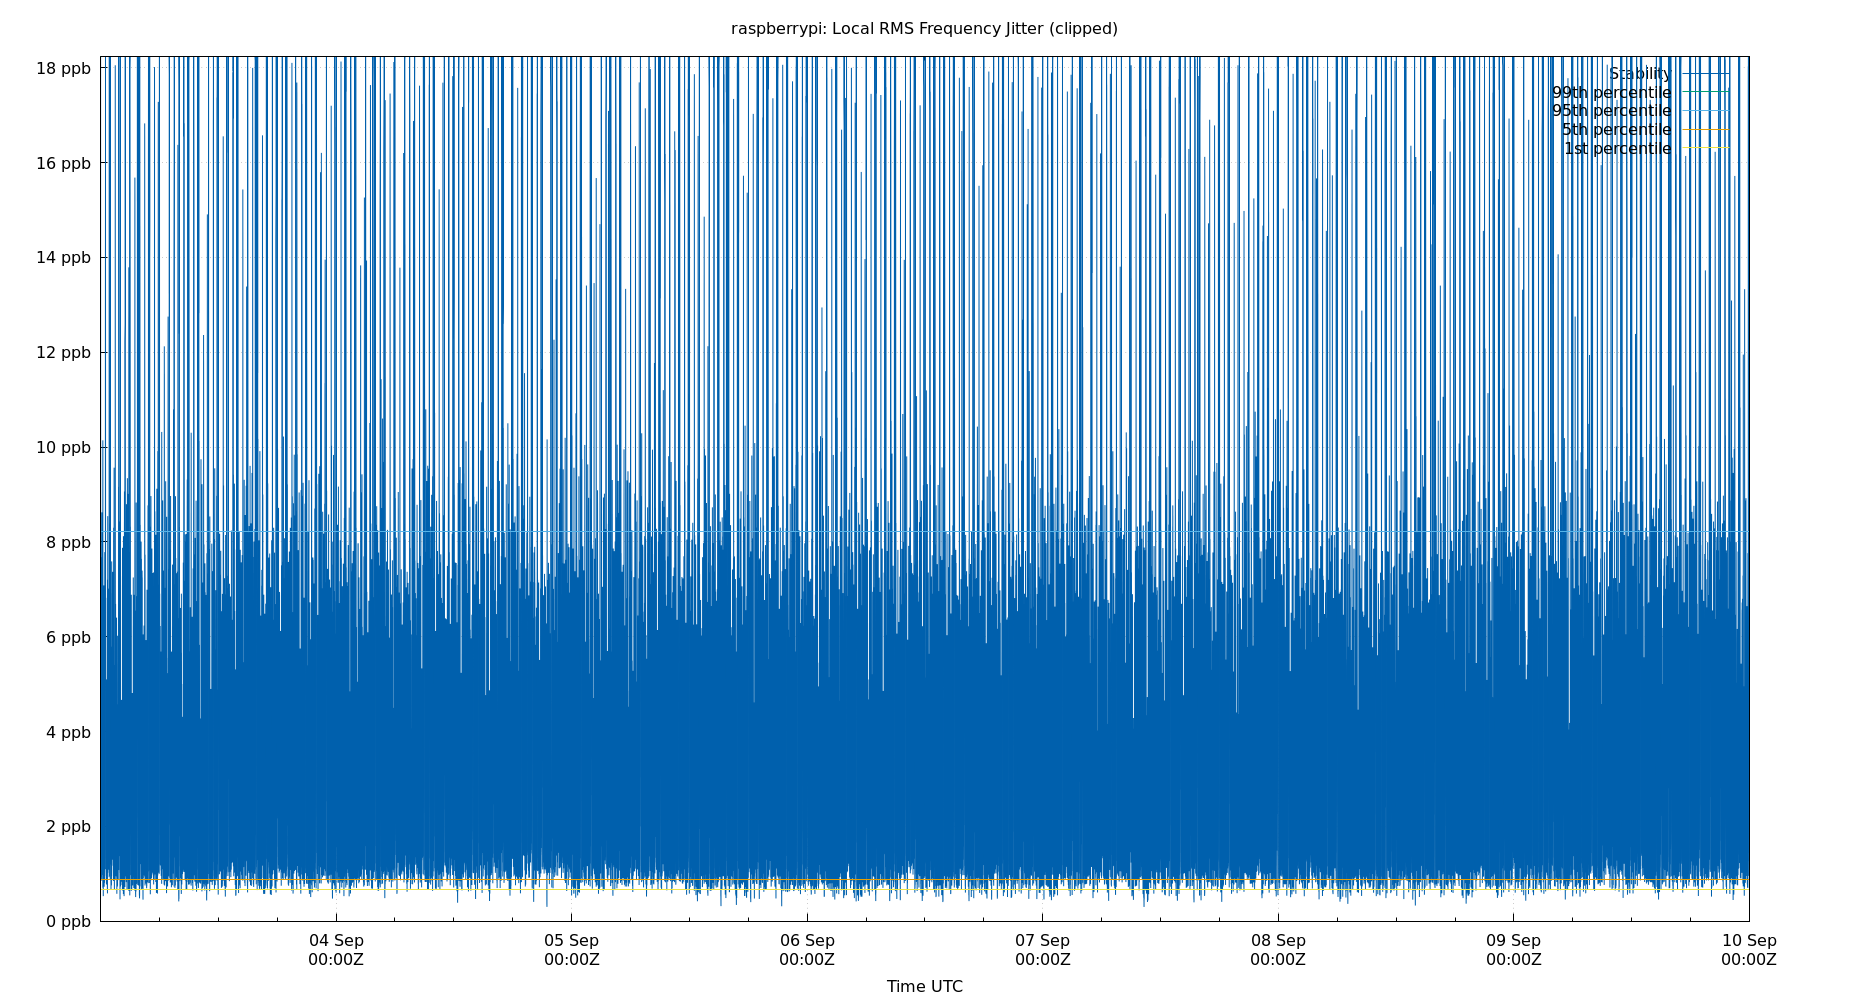 raspberrypi: Local RMS Frequency Jitter (clipped)
18 ppb
16 ppb
14 ppb
12 ppb
10 ppb
8 ppb
6 ppb
4 ppb
2 ppb
0 ppb
Stability
99th percentile
95th percentile
5th percentile
1st percentile
04 Sep
00:00Z
05 Sep
00:00Z
06 Sep
00:00Z
07 Sep
00:00Z
08 Sep
00:00Z
09 Sep
00:00Z
10 Sep
00:00Z
Time UTC